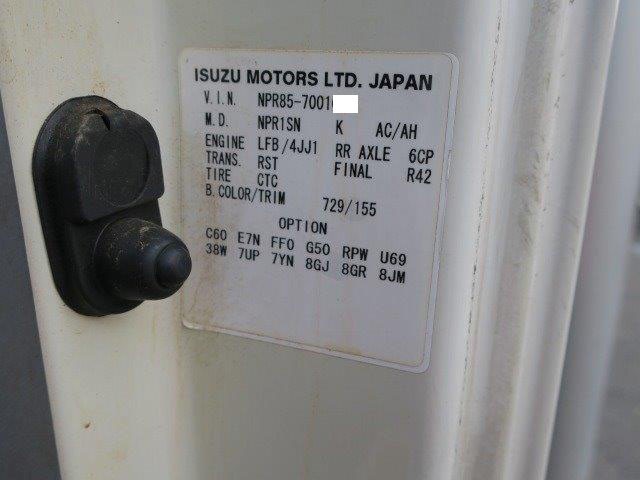 ISUZU MOTORS LTD. JAPAN
V.I.N. NPR85-7001
M.D. NPR1SN K AC/AH
ENGINE LFB/4JJ1 RR AXLE 6CP
TRANS. RST FINAL R42
TIRE CTC
B.COLOR/TRIM 729/155
OPTION
C60 E7N FF0 G50 RPW U69
38W 7UP 7YN 8GJ 8GR 8JM